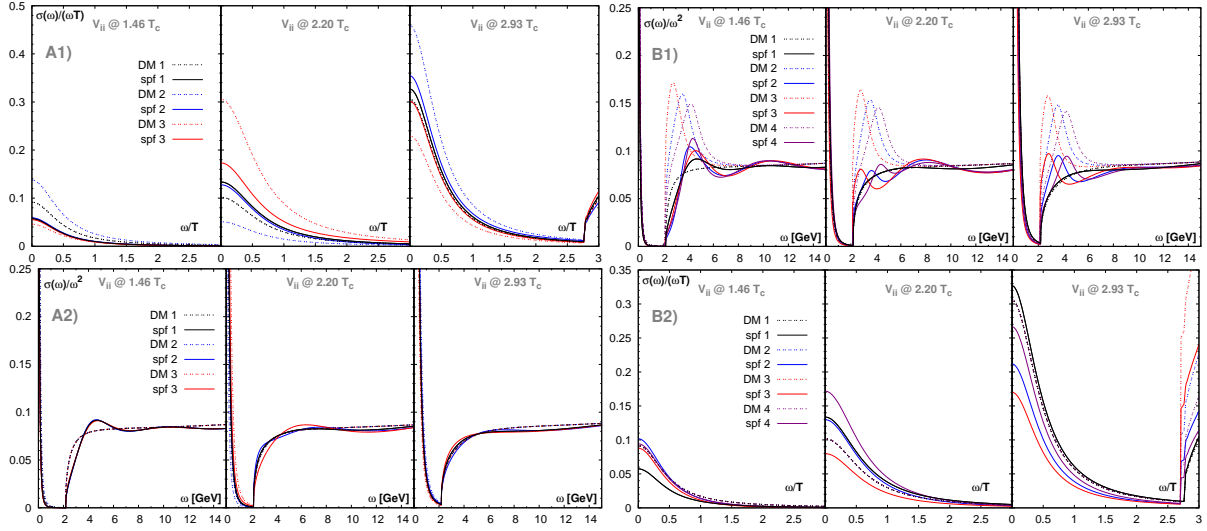 σ(ω)/(ωT)
V_ii @ 1.46 T_c
V_ii @ 2.20 T_c
V_ii @ 2.93 T_c
A1)
DM 1
spf 1
DM 2
spf 2
DM 3
spf 3
0.5
0.4
0.3
0.2
0.1
0
ω/T
ω/T
ω/T
0 0.5 1 1.5 2 2.5
0 0.5 1 1.5 2 2.5
0 0.5 1 1.5 2 2.5 3
σ(ω)/ω²
V_ii @ 1.46 T_c
V_ii @ 2.20 T_c
V_ii @ 2.93 T_c
B1)
DM 1
spf 1
DM 2
spf 2
DM 3
spf 3
DM 4
spf 4
0.25
0.2
0.15
0.1
0.05
0
ω [GeV]
ω [GeV]
ω [GeV]
0 2 4 6 8 10 12 14
0 2 4 6 8 10 12 14
0 2 4 6 8 10 12 14
σ(ω)/ω²
V_ii @ 1.46 T_c
V_ii @ 2.20 T_c
V_ii @ 2.93 T_c
A2)
DM 1
spf 1
DM 2
spf 2
DM 3
spf 3
0.25
0.2
0.15
0.1
0.05
0
ω [GeV]
ω [GeV]
ω [GeV]
0 2 4 6 8 10 12 14
0 2 4 6 8 10 12 14
0 2 4 6 8 10 12 14
σ(ω)/(ωT)
V_ii @ 1.46 T_c
V_ii @ 2.20 T_c
V_ii @ 2.93 T_c
B2)
DM 1
spf 1
DM 2
spf 2
DM 3
spf 3
DM 4
spf 4
0.35
0.3
0.25
0.2
0.15
0.1
0.05
0
ω/T
ω/T
ω/T
0 0.5 1 1.5 2 2.5
0 0.5 1 1.5 2 2.5
0 0.5 1 1.5 2 2.5 3